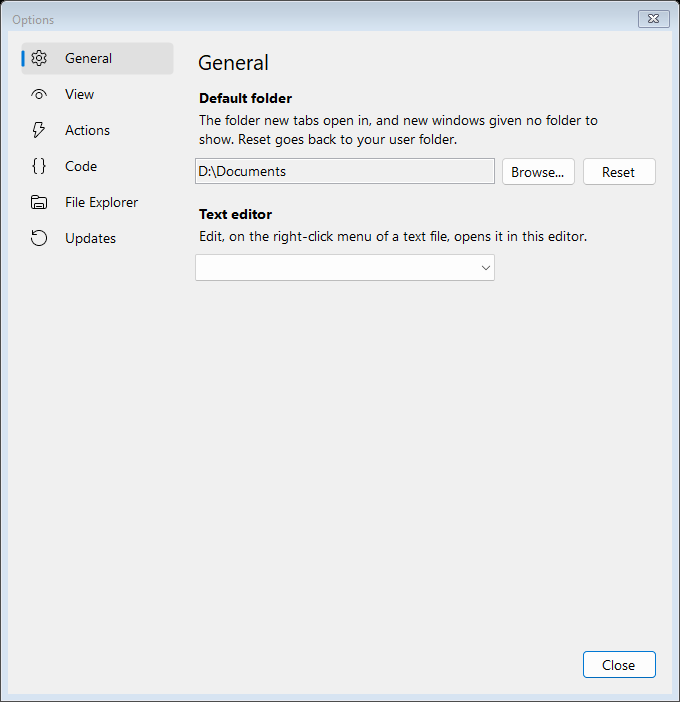 Options
General
View
Actions
Code
File Explorer
Updates
General
Default folder
The folder new tabs open in, and new windows given no folder to
show. Reset goes back to your user folder.
D:\Documents
Browse...
Reset
Text editor
Edit, on the right-click menu of a text file, opens it in this editor.
Close